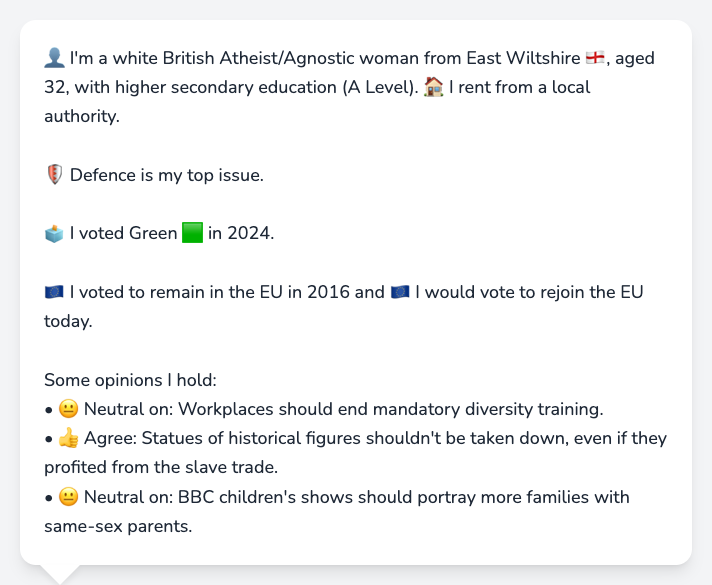 👤 I'm a white British Atheist/Agnostic woman from East Wiltshire 🏴󠁧󠁢󠁥󠁮󠁧󠁿, aged
32, with higher secondary education (A Level). 🏠 I rent from a local
authority.
🛡️ Defence is my top issue.
🗳️ I voted Green 🟩 in 2024.
🇪🇺 I voted to remain in the EU in 2016 and 🇪🇺 I would vote to rejoin the EU
today.
Some opinions I hold:
• 😐 Neutral on: Workplaces should end mandatory diversity training.
• 👍 Agree: Statues of historical figures shouldn't be taken down, even if they
profited from the slave trade.
• 😐 Neutral on: BBC children's shows should portray more families with
same-sex parents.